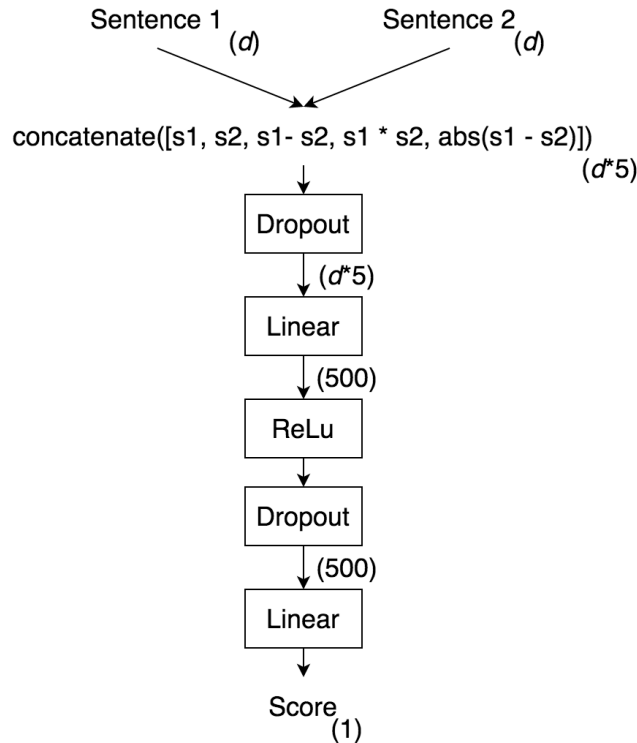 Sentence 1 (d)
Sentence 2 (d)
concatenate([s1, s2, s1- s2, s1 * s2, abs(s1 - s2)])
(d*5)
Dropout
(d*5)
Linear
(500)
ReLu
Dropout
(500)
Linear
Score (1)